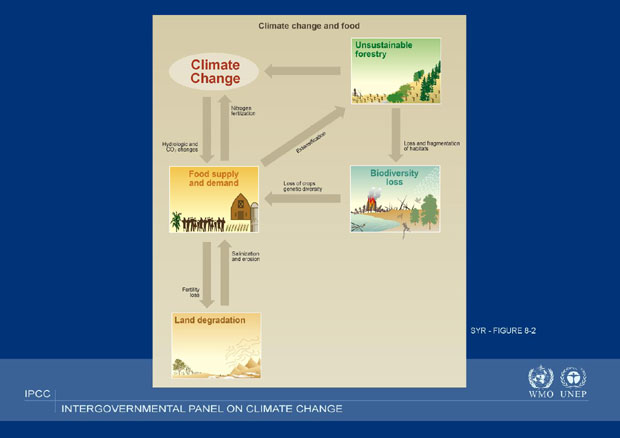 Climate change and food
Unsustainable
forestry
Climate
Change
Nitrogen
fertilization
Hydrologic and
CO2 changes
Extensification
Loss and fragmentation
of habitats
Food supply
and demand
Loss of crops
genetic diversity
Biodiversity
loss
Salinization
and erosion
Fertility
loss
Land degradation
SYR - FIGURE 8-2
WMO UNEP
IPCC
INTERGOVERNMENTAL PANEL ON CLIMATE CHANGE